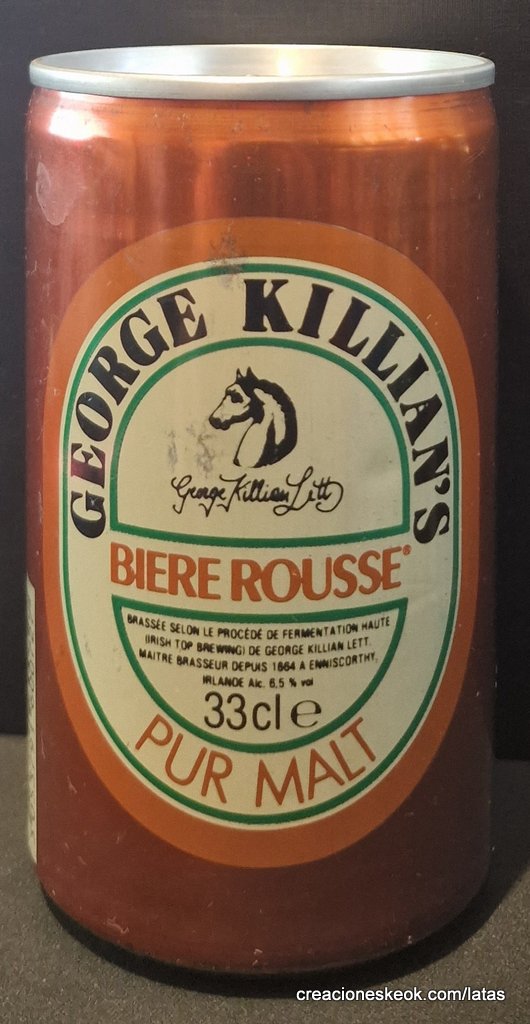 GEORGE KILLIAN'S
George Killian Lett
BIERE ROUSSE®
BRASSÉE SELON LE PROCÉDÉ DE FERMENTATION HAUTE
(IRISH TOP BREWING) DE GEORGE KILLIAN LETT.
MAITRE BRASSEUR DEPUIS 1864 A ENNISCORTHY,
IRLANDE Alc. 6,5 % vol
33cl e
PUR MALT
creacioneskeok.com/latas